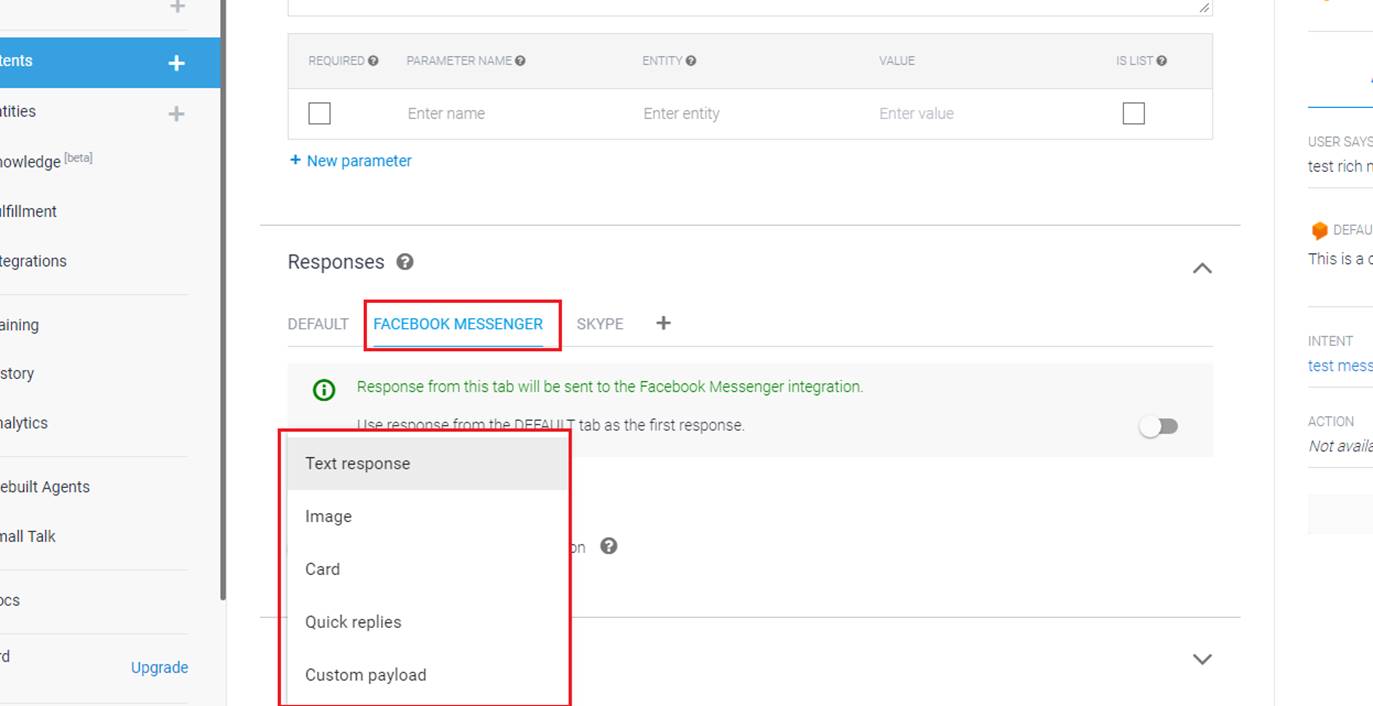 tents
ntities
nowledge [beta]
ulfillment
tegrations
aining
story
nalytics
ebuilt Agents
mall Talk
ocs
rd
Upgrade
REQUIRED PARAMETER NAME ENTITY VALUE IS LIST
Enter name Enter entity Enter value
+ New parameter
Responses
DEFAULT FACEBOOK MESSENGER SKYPE +
Response from this tab will be sent to the Facebook Messenger integration.
Use response from the DEFAULT tab as the first response.
Text response
Image
on
Card
Quick replies
Custom payload
USER SAYS
test rich m
DEFAU
This is a d
INTENT
test mess
ACTION
Not availa